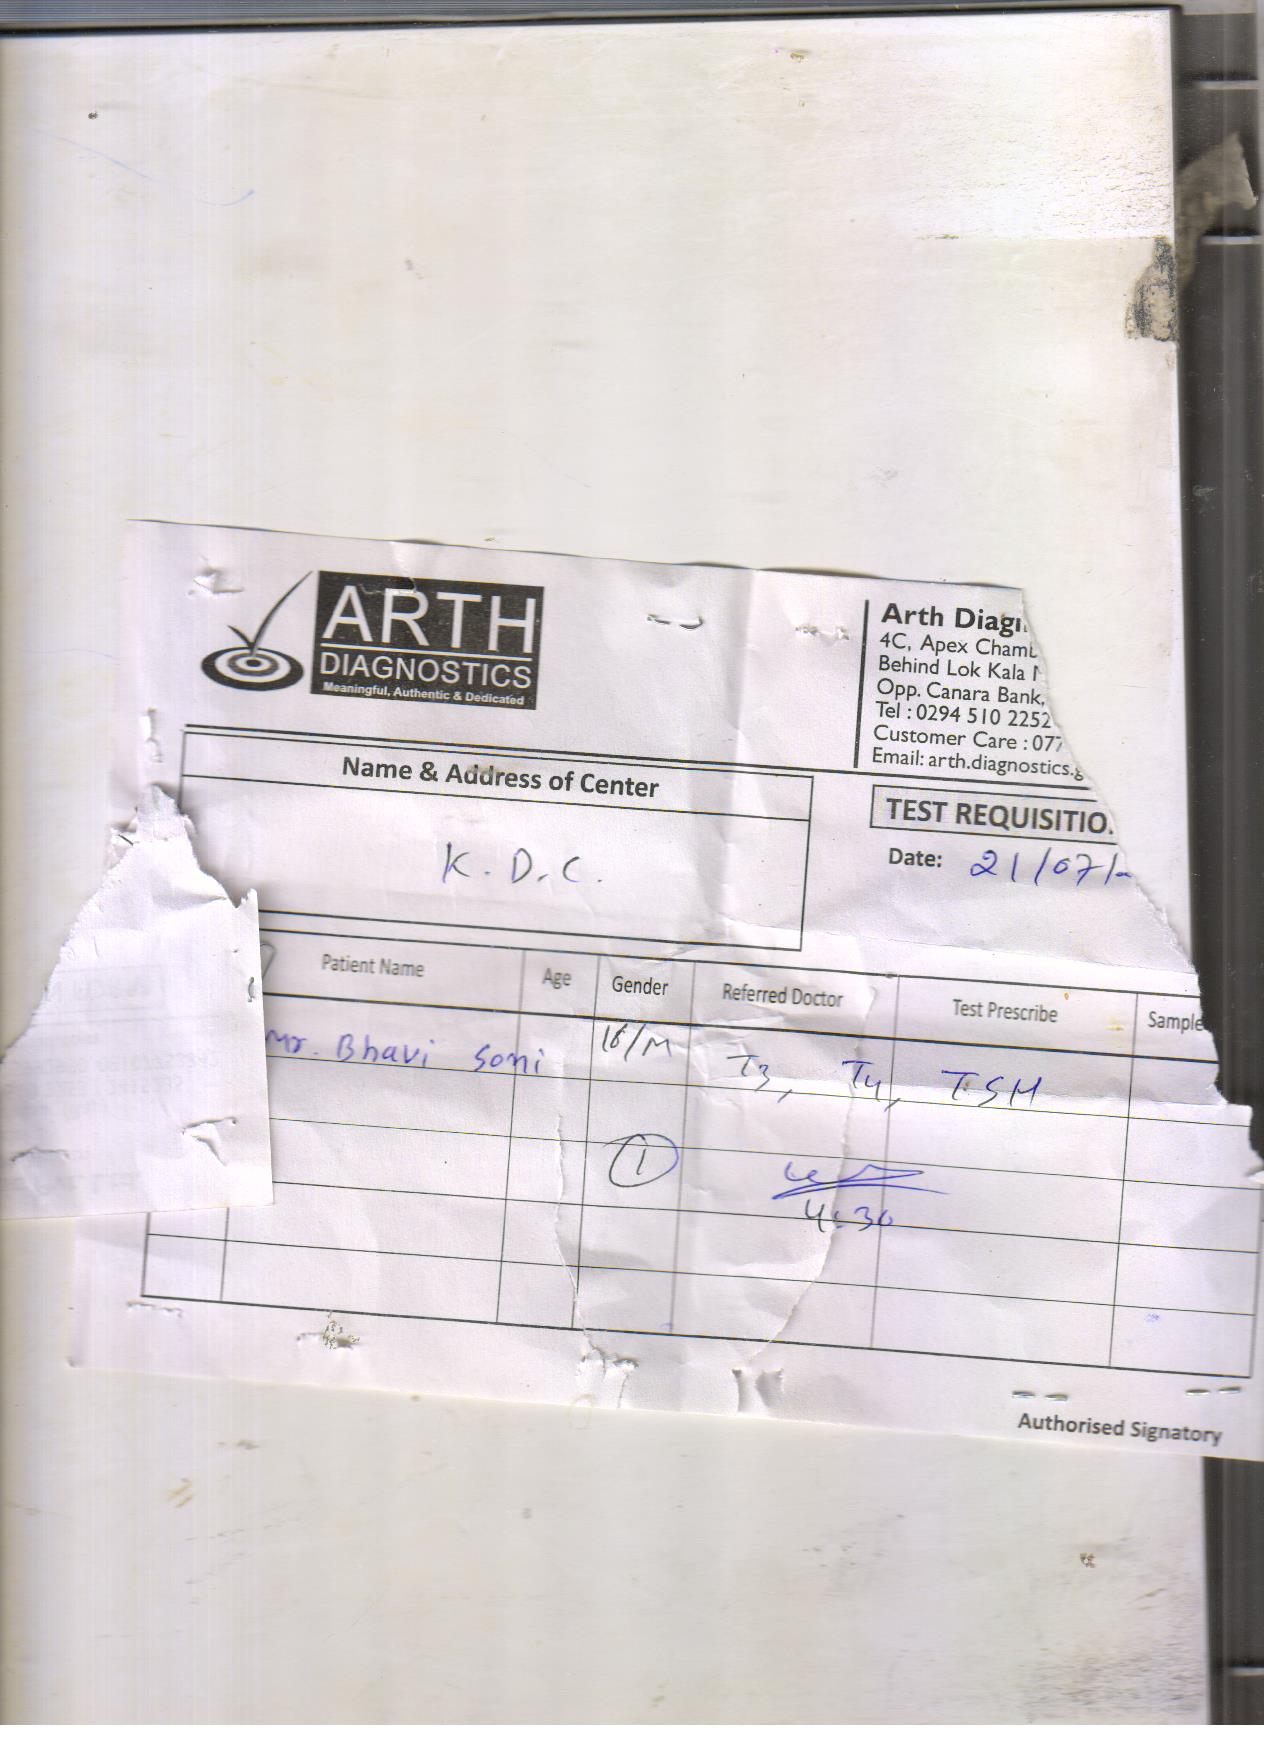 ARTH
DIAGNOSTICS
Meaningful, Authentic & Dedicated
Arth Diagn
4C, Apex Chamb
Behind Lok Kala
Opp. Canara Bank,
Tel : 0294 510 2252
Customer Care : 077
Email: arth.diagnostics.g
Name & Address of Center
K. D. C.
TEST REQUISITIO
Date: 21/07/
Patient Name Age Gender Referred Doctor Test Prescribe Sample
Mr. Bhavi Soni /M T3, T4, TSH
1
4:30
Authorised Signatory